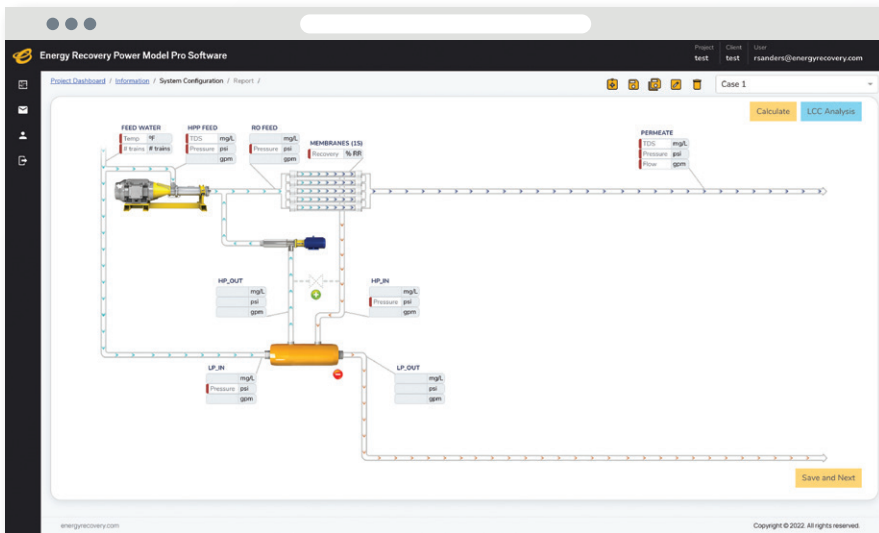 Energy Recovery Power Model Pro Software
Project
test
Client
test
User
rsanders@energyrecovery.com
Project Dashboard / Information / System Configuration / Report /
Case 1
Calculate
LCC Analysis
FEED WATER
Temp °F
# trains # trains
HPP FEED
TDS mg/L
Pressure psi
gpm
RO FEED
mg/L
Pressure psi
gpm
MEMBRANES (1S)
Recovery % RR
PERMEATE
TDS mg/L
Pressure psi
Flow gpm
HP_OUT
mg/L
psi
gpm
HP_IN
mg/L
Pressure psi
gpm
LP_IN
mg/L
Pressure psi
gpm
LP_OUT
mg/L
psi
gpm
Save and Next
energyrecovery.com
Copyright © 2022. All rights reserved.